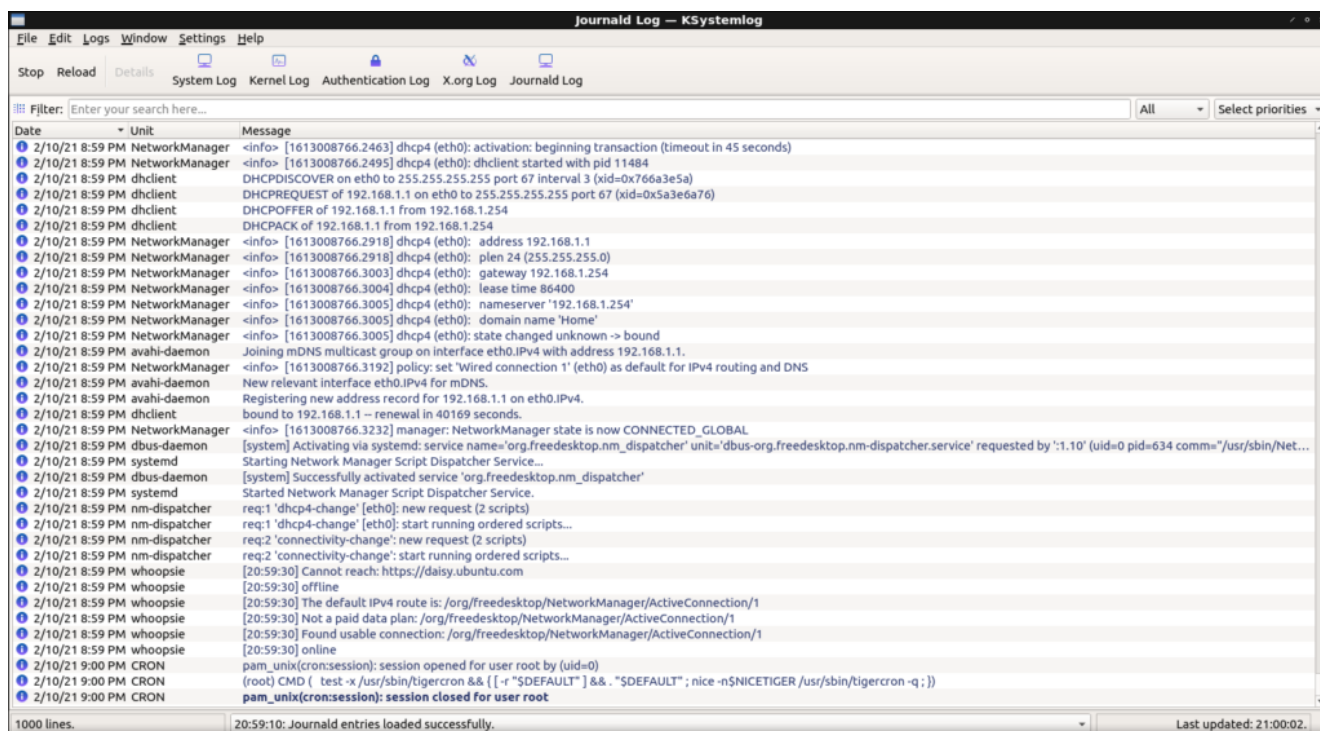 Journald Log — KSystemlog
File Edit Logs Window Settings Help
Stop Reload Details System Log Kernel Log Authentication Log X.org Log Journald Log
Filter: Enter your search here... All Select priorities
Date Unit Message
2/10/21 8:59 PM NetworkManager <info> [1613008766.2463] dhcp4 (eth0): activation: beginning transaction (timeout in 45 seconds)
2/10/21 8:59 PM NetworkManager <info> [1613008766.2495] dhcp4 (eth0): dhclient started with pid 11484
2/10/21 8:59 PM dhclient DHCPDISCOVER on eth0 to 255.255.255.255 port 67 interval 3 (xid=0x766a3e5a)
2/10/21 8:59 PM dhclient DHCPREQUEST of 192.168.1.1 on eth0 to 255.255.255.255 port 67 (xid=0x5a3e6a76)
2/10/21 8:59 PM dhclient DHCPOFFER of 192.168.1.1 from 192.168.1.254
2/10/21 8:59 PM dhclient DHCPACK of 192.168.1.1 from 192.168.1.254
2/10/21 8:59 PM NetworkManager <info> [1613008766.2918] dhcp4 (eth0): address 192.168.1.1
2/10/21 8:59 PM NetworkManager <info> [1613008766.2918] dhcp4 (eth0): plen 24 (255.255.255.0)
2/10/21 8:59 PM NetworkManager <info> [1613008766.3003] dhcp4 (eth0): gateway 192.168.1.254
2/10/21 8:59 PM NetworkManager <info> [1613008766.3004] dhcp4 (eth0): lease time 86400
2/10/21 8:59 PM NetworkManager <info> [1613008766.3005] dhcp4 (eth0): nameserver '192.168.1.254'
2/10/21 8:59 PM NetworkManager <info> [1613008766.3005] dhcp4 (eth0): domain name 'Home'
2/10/21 8:59 PM NetworkManager <info> [1613008766.3005] dhcp4 (eth0): state changed unknown -> bound
2/10/21 8:59 PM avahi-daemon Joining mDNS multicast group on interface eth0.IPv4 with address 192.168.1.1.
2/10/21 8:59 PM NetworkManager <info> [1613008766.3192] policy: set 'Wired connection 1' (eth0) as default for IPv4 routing and DNS
2/10/21 8:59 PM avahi-daemon New relevant interface eth0.IPv4 for mDNS.
2/10/21 8:59 PM avahi-daemon Registering new address record for 192.168.1.1 on eth0.IPv4.
2/10/21 8:59 PM dhclient bound to 192.168.1.1 -- renewal in 40169 seconds.
2/10/21 8:59 PM NetworkManager <info> [1613008766.3232] manager: NetworkManager state is now CONNECTED_GLOBAL
2/10/21 8:59 PM dbus-daemon [system] Activating via systemd: service name='org.freedesktop.nm_dispatcher' unit='dbus-org.freedesktop.nm-dispatcher.service' requested by ':1.10' (uid=0 pid=634 comm="/usr/sbin/Net...
2/10/21 8:59 PM systemd Starting Network Manager Script Dispatcher Service...
2/10/21 8:59 PM dbus-daemon [system] Successfully activated service 'org.freedesktop.nm_dispatcher'
2/10/21 8:59 PM systemd Started Network Manager Script Dispatcher Service.
2/10/21 8:59 PM nm-dispatcher req:1 'dhcp4-change' [eth0]: new request (2 scripts)
2/10/21 8:59 PM nm-dispatcher req:1 'dhcp4-change' [eth0]: start running ordered scripts...
2/10/21 8:59 PM nm-dispatcher req:2 'connectivity-change': new request (2 scripts)
2/10/21 8:59 PM nm-dispatcher req:2 'connectivity-change': start running ordered scripts...
2/10/21 8:59 PM whoopsie [20:59:30] Cannot reach: https://daisy.ubuntu.com
2/10/21 8:59 PM whoopsie [20:59:30] offline
2/10/21 8:59 PM whoopsie [20:59:30] The default IPv4 route is: /org/freedesktop/NetworkManager/ActiveConnection/1
2/10/21 8:59 PM whoopsie [20:59:30] Not a paid data plan: /org/freedesktop/NetworkManager/ActiveConnection/1
2/10/21 8:59 PM whoopsie [20:59:30] Found usable connection: /org/freedesktop/NetworkManager/ActiveConnection/1
2/10/21 8:59 PM whoopsie [20:59:30] online
2/10/21 9:00 PM CRON pam_unix(cron:session): session opened for user root by (uid=0)
2/10/21 9:00 PM CRON (root) CMD ( test -x /usr/sbin/tigercron && { [ -r "$DEFAULT" ] && . "$DEFAULT" ; nice -n$NICETIGER /usr/sbin/tigercron -q ; })
2/10/21 9:00 PM CRON pam_unix(cron:session): session closed for user root
1000 lines. 20:59:10: Journald entries loaded successfully. Last updated: 21:00:02.